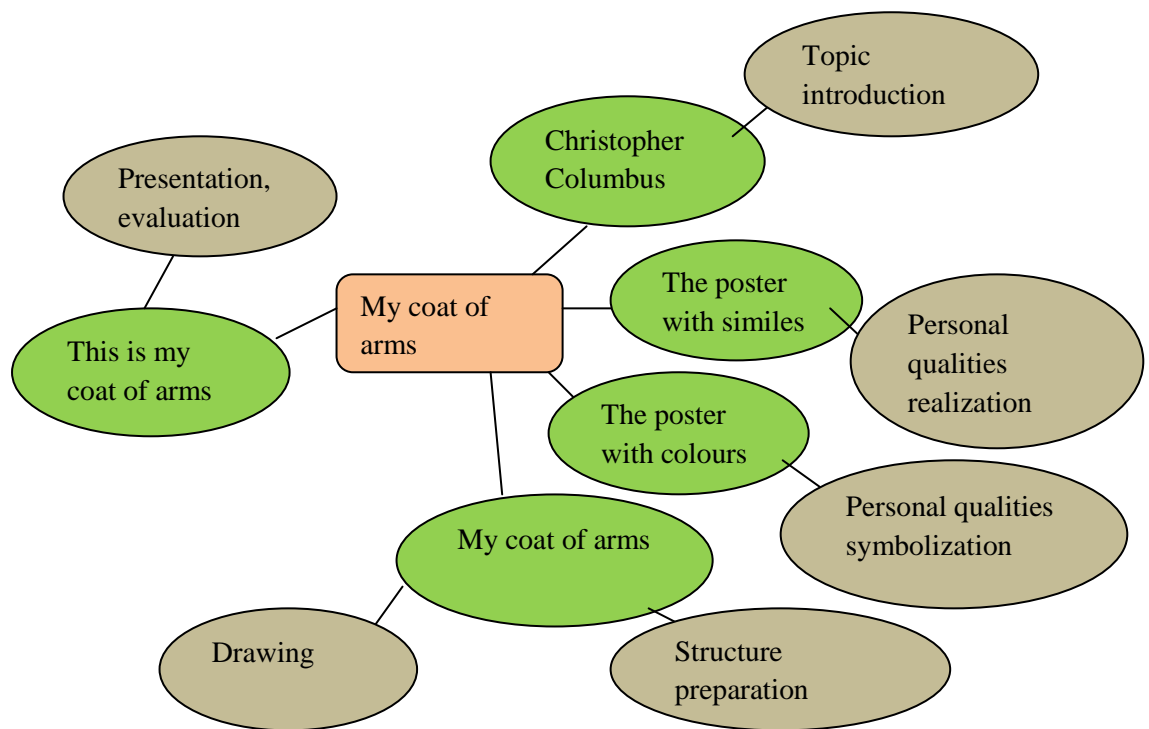 Topic
introduction
Christopher
Columbus
Presentation,
evaluation
The poster
with similes
My coat of
arms
Personal
qualities
realization
This is my
coat of arms
The poster
with colours
Personal qualities
symbolization
My coat of arms
Drawing
Structure
preparation